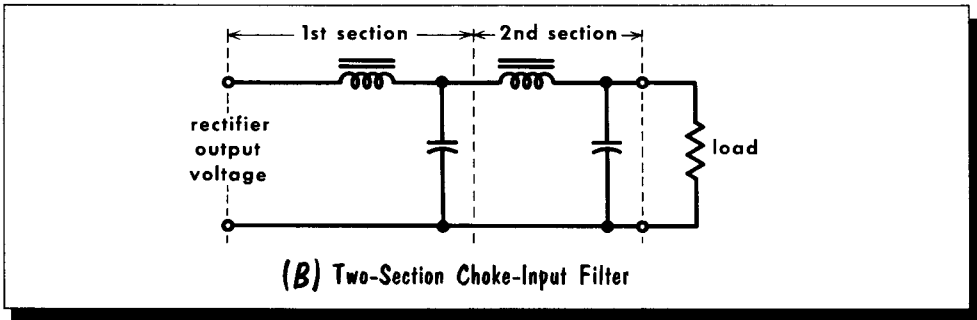 1st section
2nd section
rectifier
output
voltage
load
(B) Two-Section Choke-Input Filter